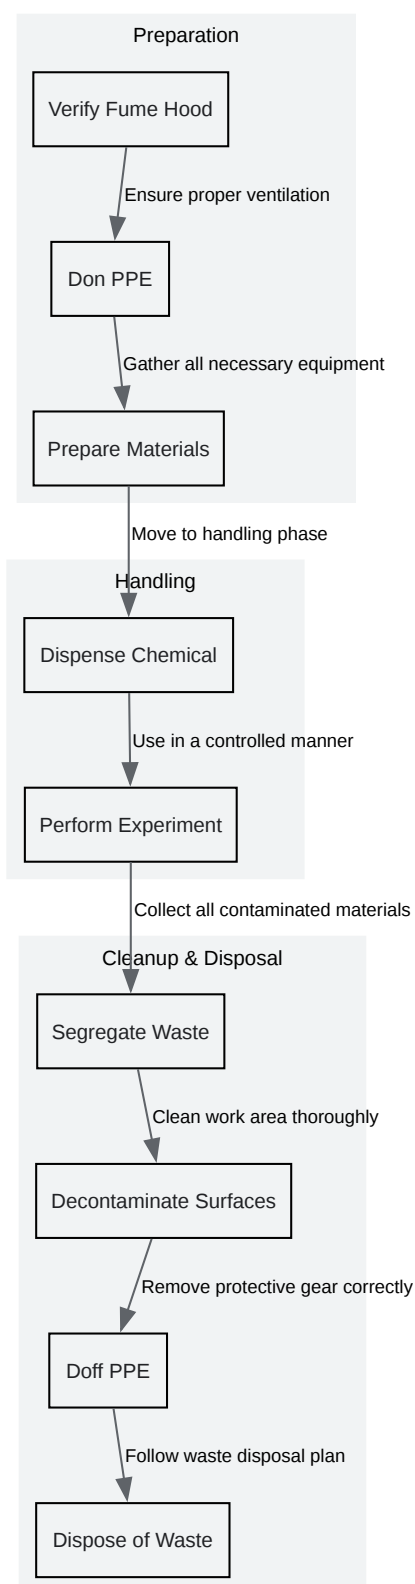 Preparation
Verify Fume Hood
Ensure proper ventilation
Don PPE
Gather all necessary equipment
Prepare Materials
Move to handling phase
Handling
Dispense Chemical
Use in a controlled manner
Perform Experiment
Collect all contaminated materials
Cleanup & Disposal
Segregate Waste
Clean work area thoroughly
Decontaminate Surfaces
Remove protective gear correctly
Doff PPE
Follow waste disposal plan
Dispose of Waste